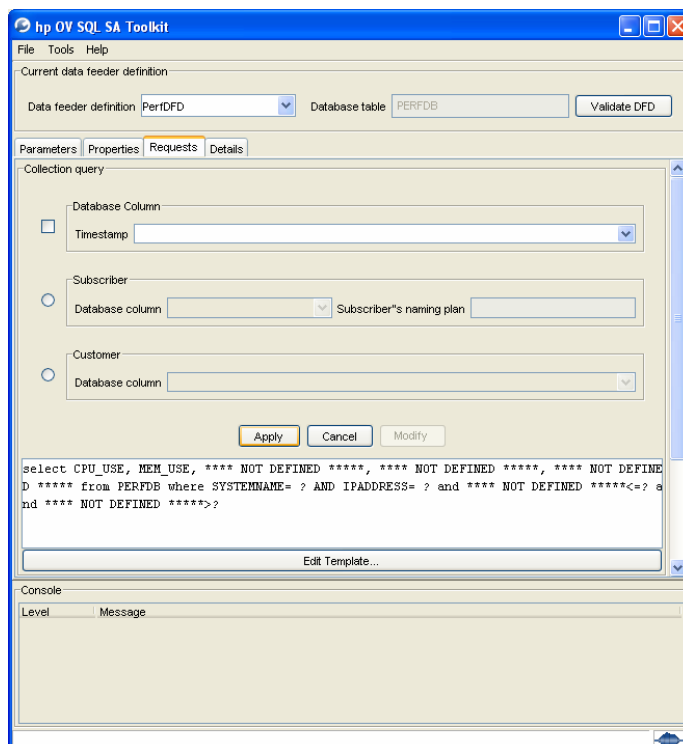 hp OV SQL SA Toolkit
File Tools Help
Current data feeder definition
Data feeder definition PerfDFD Database table PERFDB Validate DFD
Parameters Properties Requests Details
Collection query
Database Column
Timestamp
Subscriber
Database column Subscriber"s naming plan
Customer
Database column
Apply Cancel Modify
select CPU_USE, MEM_USE, **** NOT DEFINED *****, **** NOT DEFINED *****, **** NOT DEFINE
D ***** from PERFDB where SYSTEMNAME= ? AND IPADDRESS= ? and **** NOT DEFINED *****<=? a
nd **** NOT DEFINED *****>?
Edit Template...
Console
Level Message